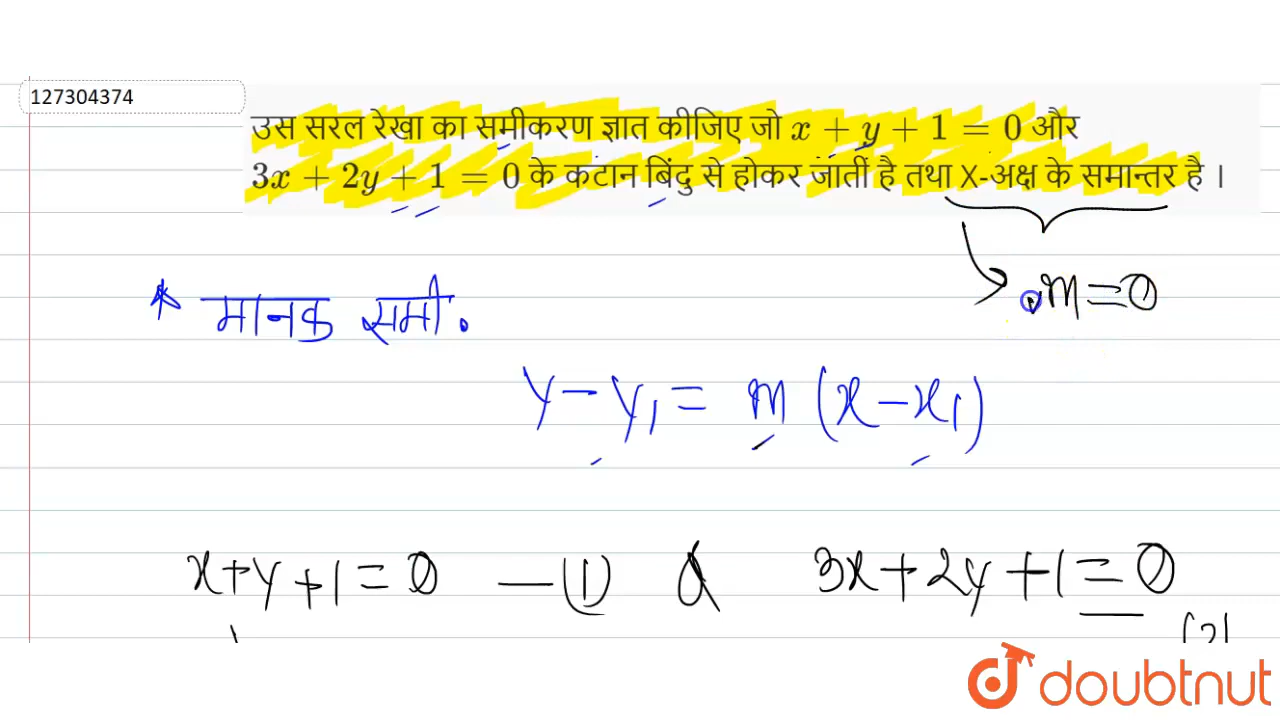 127304374
उस सरल रेखा का समीकरण ज्ञात कीजिए जो x + y + 1 = 0 और
3x + 2y + 1 = 0 के कटान बिंदु से होकर जाती है तथा X-अक्ष के समान्तर है ।
m = 0
* मानक समी.
y - y₁ = m (x - x₁)
x + y + 1 = 0 — (1) & 3x + 2y + 1 = 0
(2)
doubtnut